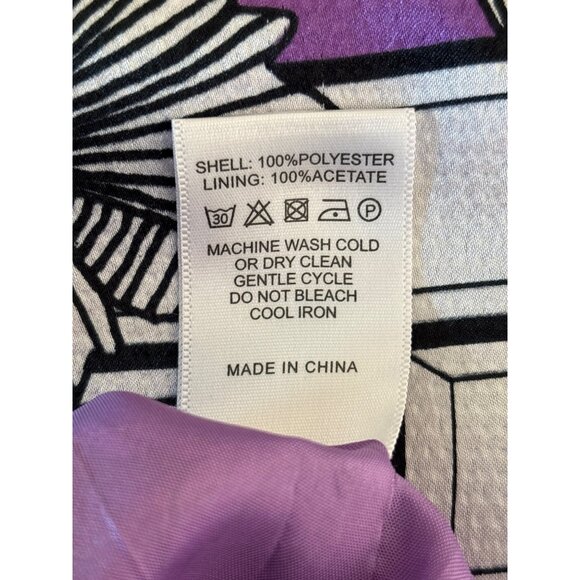 SHELL: 100%POLYESTER
LINING: 100%ACETATE
30 P
MACHINE WASH COLD
OR DRY CLEAN
GENTLE CYCLE
DO NOT BLEACH
COOL IRON
MADE IN CHINA